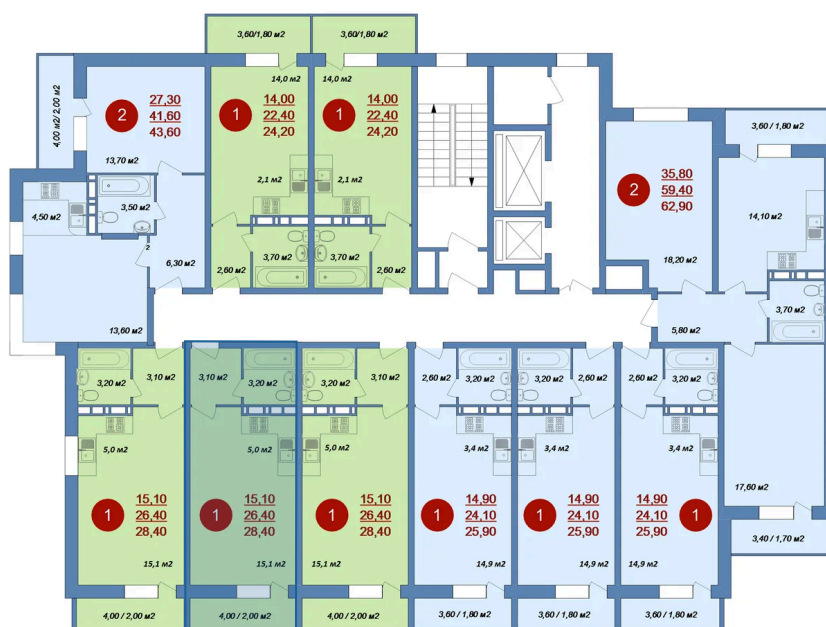 3,60/1,80 м2
3,60/1,80 м2
4,00 м2/ 2,00 м2
2
27,30
41,60
43,60
13,70 м2
14,0 м2
1
14,00
22,40
24,20
2,1 м2
14,0 м2
1
14,00
22,40
24,20
2,1 м2
3,60 / 1,80 м2
2
35,80
59,40
62,90
18,20 м2
14,10 м2
4,50 м2
3,50 м2
2
6,30 м2
13,60 м2
2,60 м2
3,70 м2
3,70 м2
2,60 м2
5,80 м2
3,70 м2
3,20 м2
3,10 м2
3,10 м2
3,20 м2
3,20 м2
3,10 м2
2,60 м2
3,20 м2
3,20 м2
2,60 м2
2,60 м2
3,20 м2
5,0 м2
5,0 м2
5,0 м2
3,4 м2
3,4 м2
3,4 м2
17,60 м2
1
15,10
26,40
28,40
1
15,10
26,40
28,40
1
15,10
26,40
28,40
1
14,90
24,10
25,90
1
14,90
24,10
25,90
14,90
24,10
25,90
1
15,1 м2
15,1 м2
15,1 м2
14,9 м2
14,9 м2
14,9 м2
3,40 / 1,70 м2
4,00 / 2,00 м2
4,00 / 2,00 м2
4,00 / 2,00 м2
3,60 / 1,80 м2
3,60 / 1,80 м2
3,60 / 1,80 м2